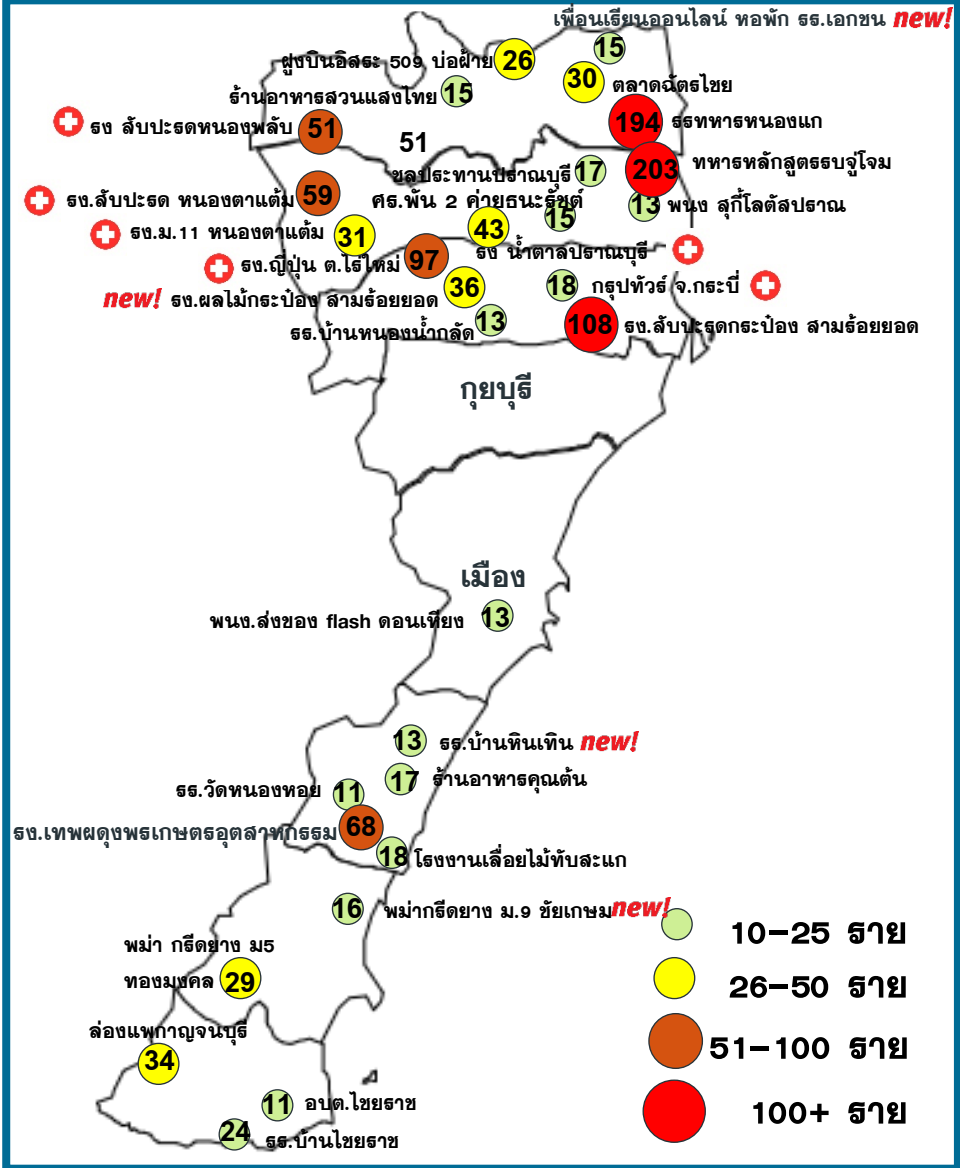 เพื่อนเรียนออนไลน์ หอพัก รร.เอกชน new!
15
ฝูงบินอิสระ 509 บ่อฝ้าย 26
30 ตลาดฉัตรไชย
ร้านอาหารสวนแสงไทย 15
รง สับปะรดหนองพลับ 51
51
194 รรทหารหนองแก
ชลประทานปราณบุรี 17
203 ทหารหลักสูตรรบจู่โจม
รง.สับปะรด หนองตาแต้ม 59
ศร.พัน 2 ค่ายธนะรัชต์ 15
13 พนง สุกี้โลตัสปราณ
รง.ม.11 หนองตาแต้ม 31
43
รง น้ำตาลปราณบุรี
รง.ญี่ปุ่น ต.ไร่ใหม่ 97
new! รง.ผลไม้กระป๋อง สามร้อยยอด 36
18 กรุปทัวร์ จ.กระบี่
รร.บ้านหนองน้ำกลัด 13
108 รง.สับปะรดกระป๋อง สามร้อยยอด
กุยบุรี
เมือง
พนง.ส่งของ flash ดอนเทียง 13
13 รร.บ้านหินเทิน new!
17 ร้านอาหารคุณต้น
รร.วัดหนองหอย 11
รง.เทพผดุงพรเกษตรอุตสาหกรรม 68
18 โรงงานเลื่อยไม้ทับสะแก
16 พม่ากรีดยาง ม.9 ชัยเกษม new!
พม่า กรีดยาง ม5
ทองมงคล 29
ล่องแพกาญจนบุรี
34
11 อบต.ไชยราช
24 รร.บ้านไชยราช
10-25 ราย
26-50 ราย
51-100 ราย
100+ ราย